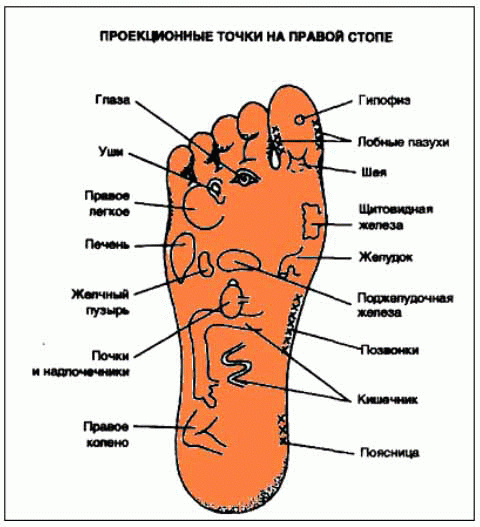 ПРОЕКЦИОННЫЕ ТОЧКИ НА ПРАВОЙ СТОПЕ
Глаза
Уши
Правое
легкое
Печень
Желчный
пузырь
Почки
и надпочечники
Правое
колено
Гипофиз
Лобные пазухи
Шея
Щитовидная
железа
Желудок
Поджелудочная
железа
Позвонки
Кишечник
Поясница